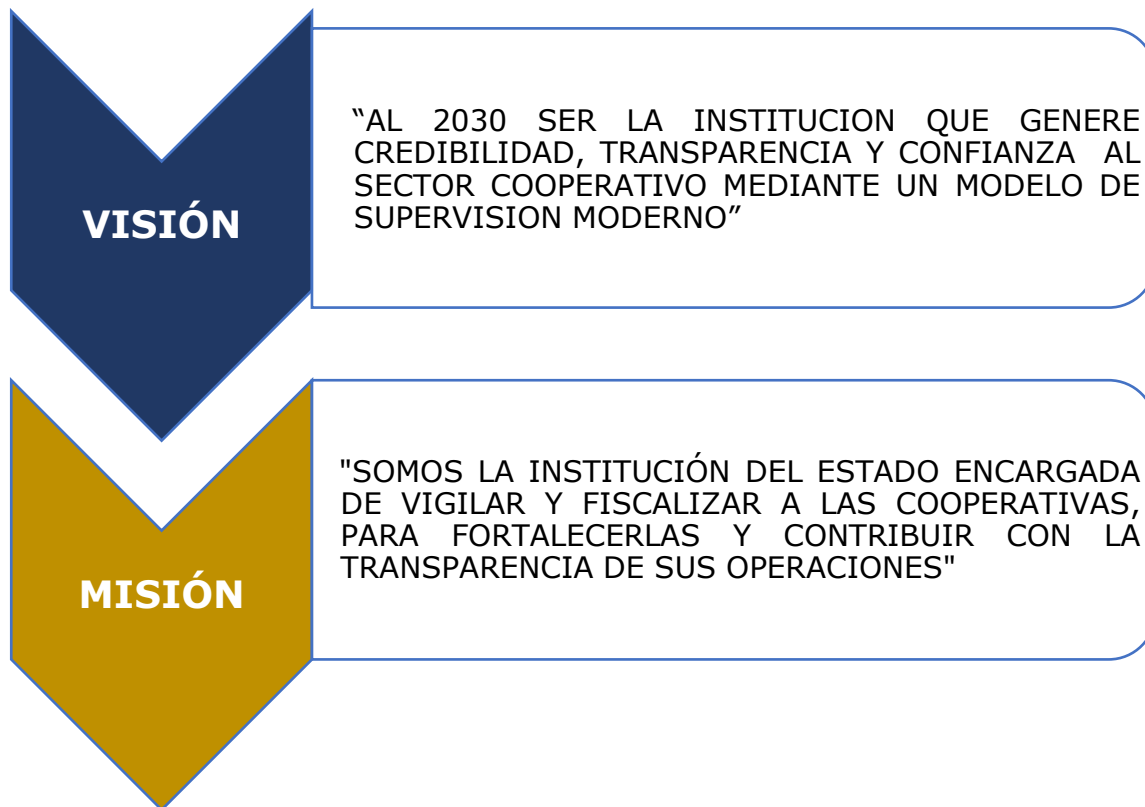 VISIÓN
“AL 2030 SER LA INSTITUCION QUE GENERE
CREDIBILIDAD, TRANSPARENCIA Y CONFIANZA AL
SECTOR COOPERATIVO MEDIANTE UN MODELO DE
SUPERVISION MODERNO”
MISIÓN
"SOMOS LA INSTITUCIÓN DEL ESTADO ENCARGADA
DE VIGILAR Y FISCALIZAR A LAS COOPERATIVAS,
PARA FORTALECERLAS Y CONTRIBUIR CON LA
TRANSPARENCIA DE SUS OPERACIONES"